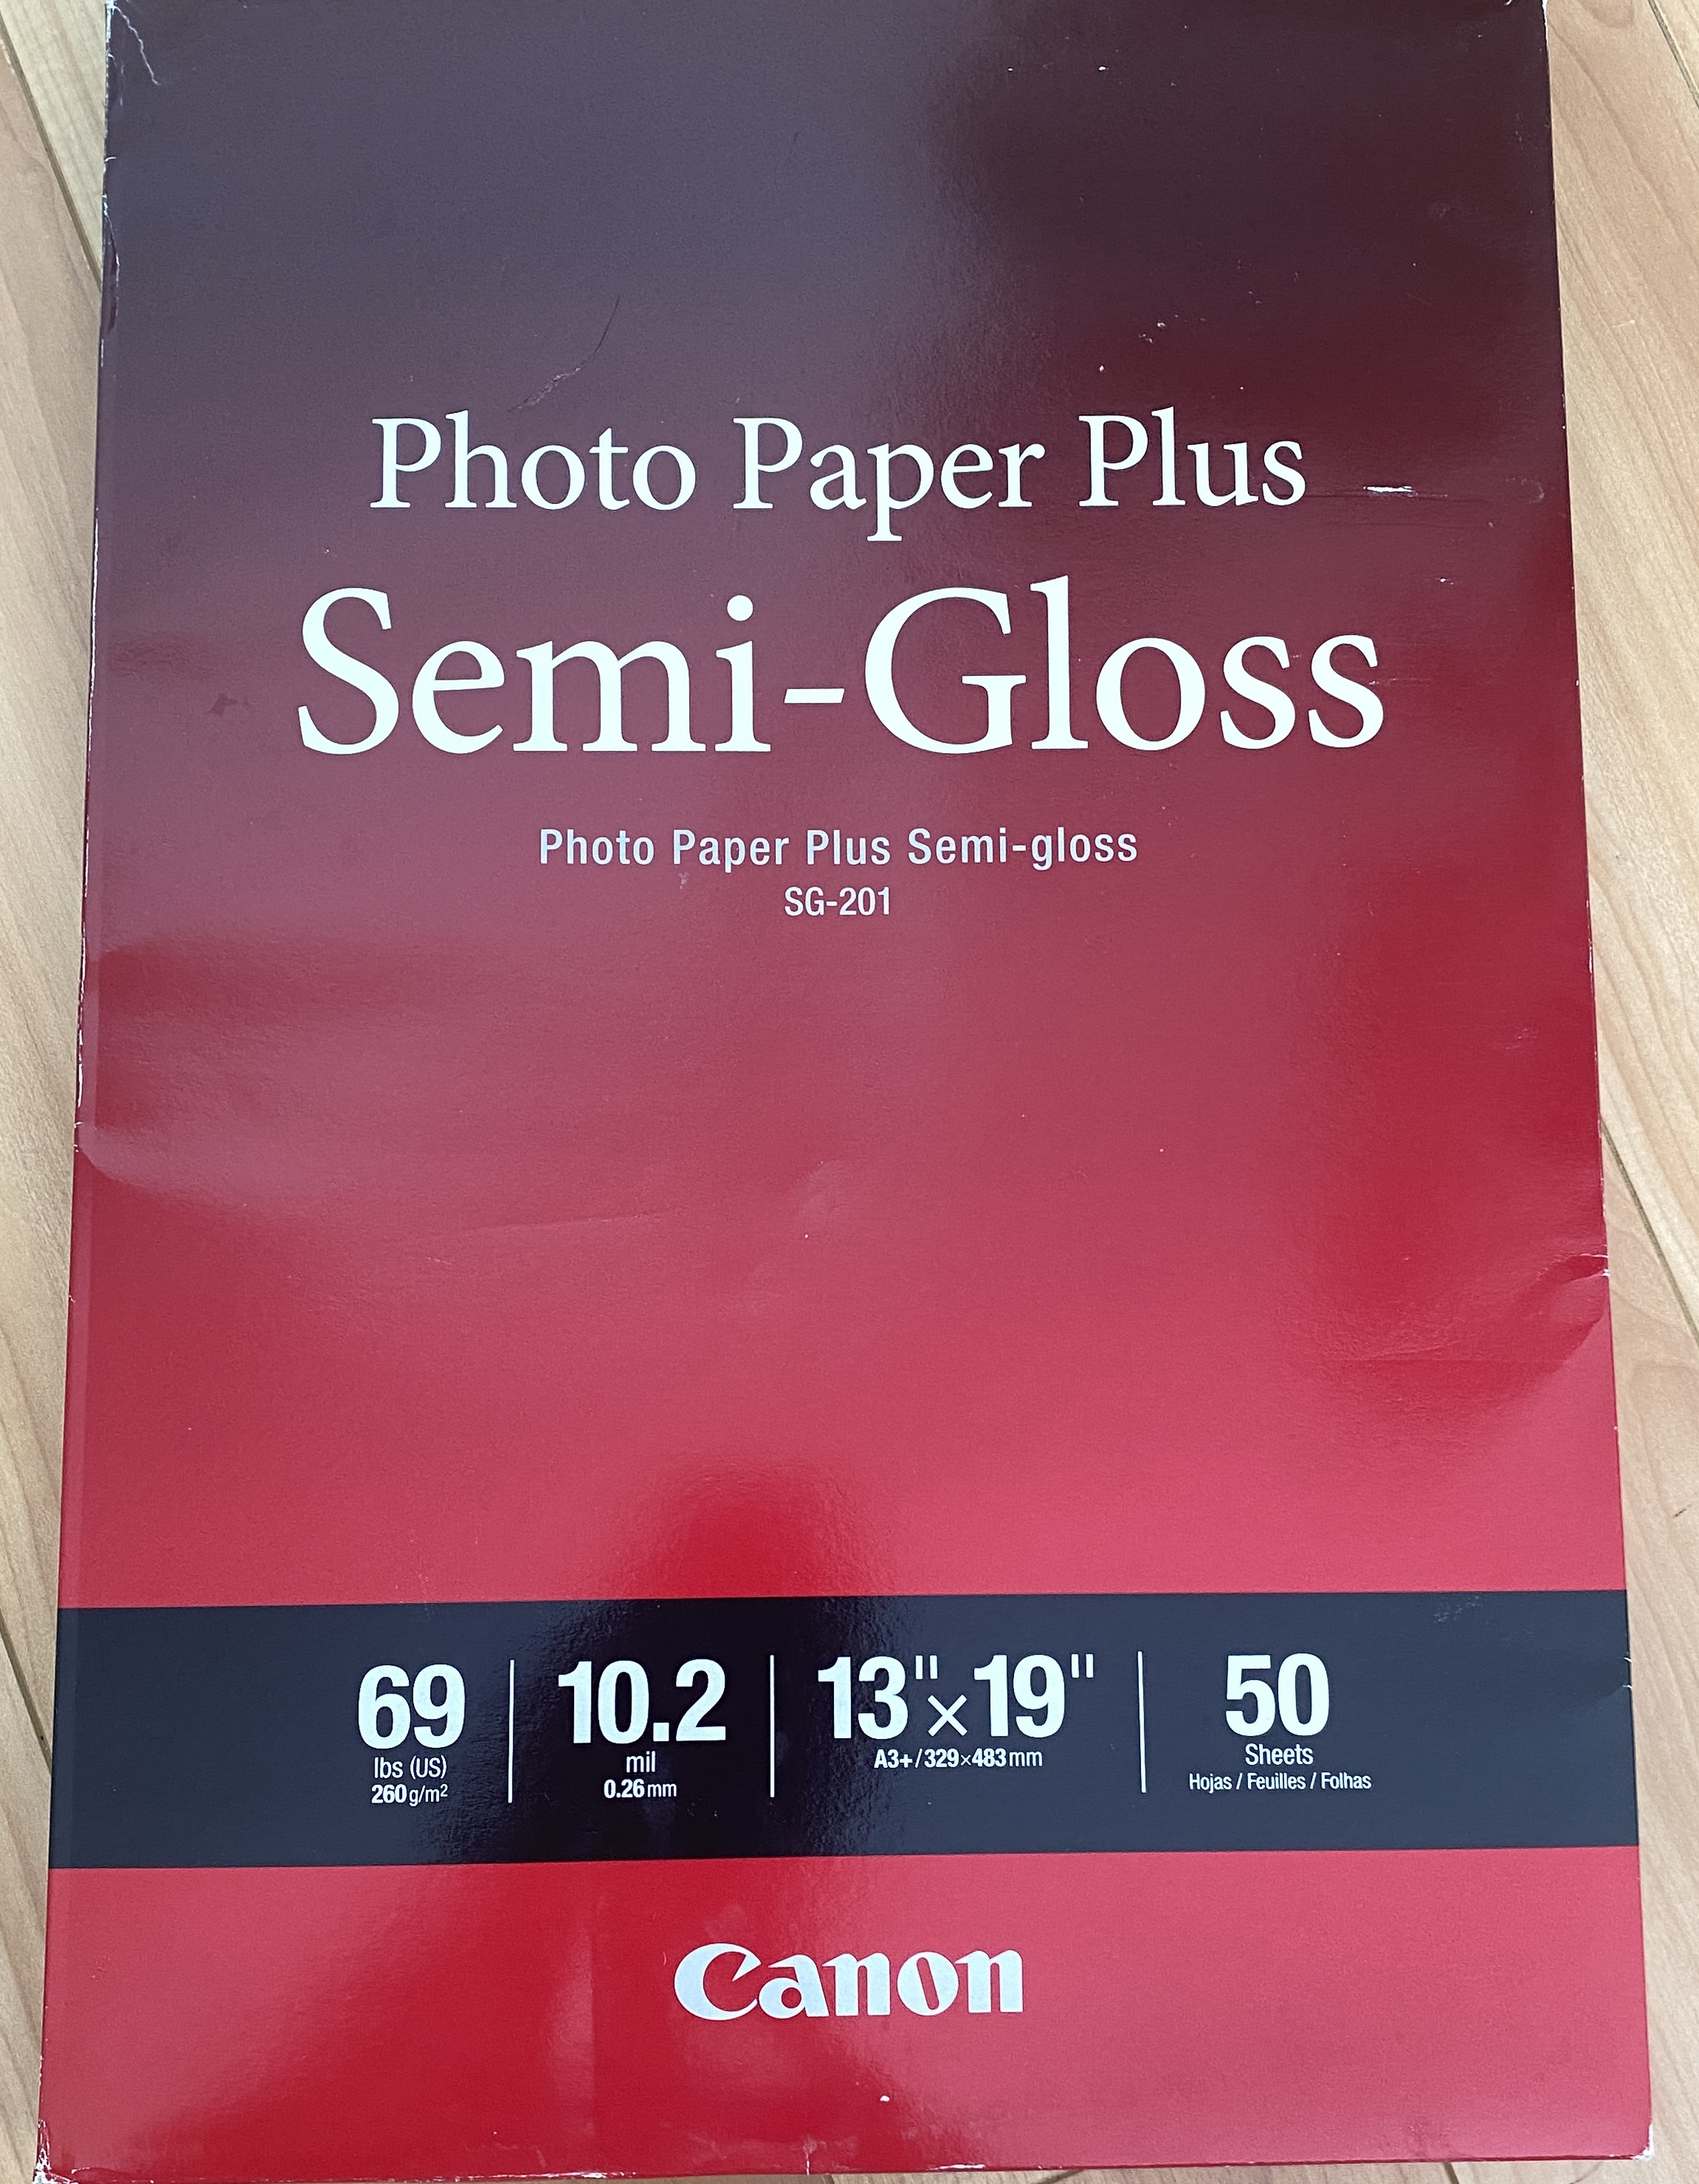 Photo Paper Plus
Semi-Gloss
Photo Paper Plus Semi-gloss
SG-201
69
lbs (US)
260 g/m²
10.2
mil
0.26 mm
13"×19"
A3+/329×483 mm
50
Sheets
Hojas / Feuilles / Folhas
Canon